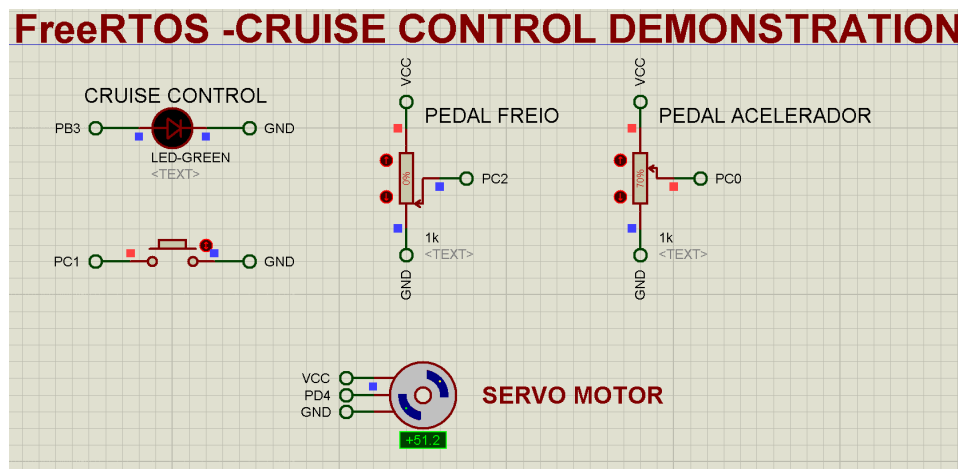 FreeRTOS -CRUISE CONTROL DEMONSTRATION
CRUISE CONTROL
PB3
GND
LED-GREEN
<TEXT>
PC1
GND
VCC
PEDAL FREIO
0%
PC2
1k
<TEXT>
GND
VCC
PEDAL ACELERADOR
70%
PC0
1k
<TEXT>
GND
VCC
PD4
GND
SERVO MOTOR
+51.2